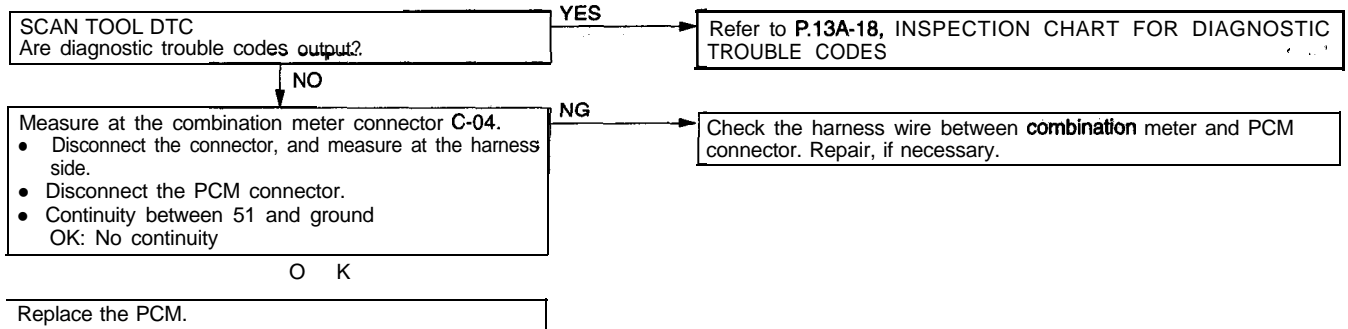 SCAN TOOL DTC
Are diagnostic trouble codes output?
YES
Refer to P.13A-18, INSPECTION CHART FOR DIAGNOSTIC
TROUBLE CODES
NO
Measure at the combination meter connector C-04.
● Disconnect the connector, and measure at the harness
side.
● Disconnect the PCM connector.
● Continuity between 51 and ground
OK: No continuity
NG
Check the harness wire between combination meter and PCM
connector. Repair, if necessary.
O K
Replace the PCM.